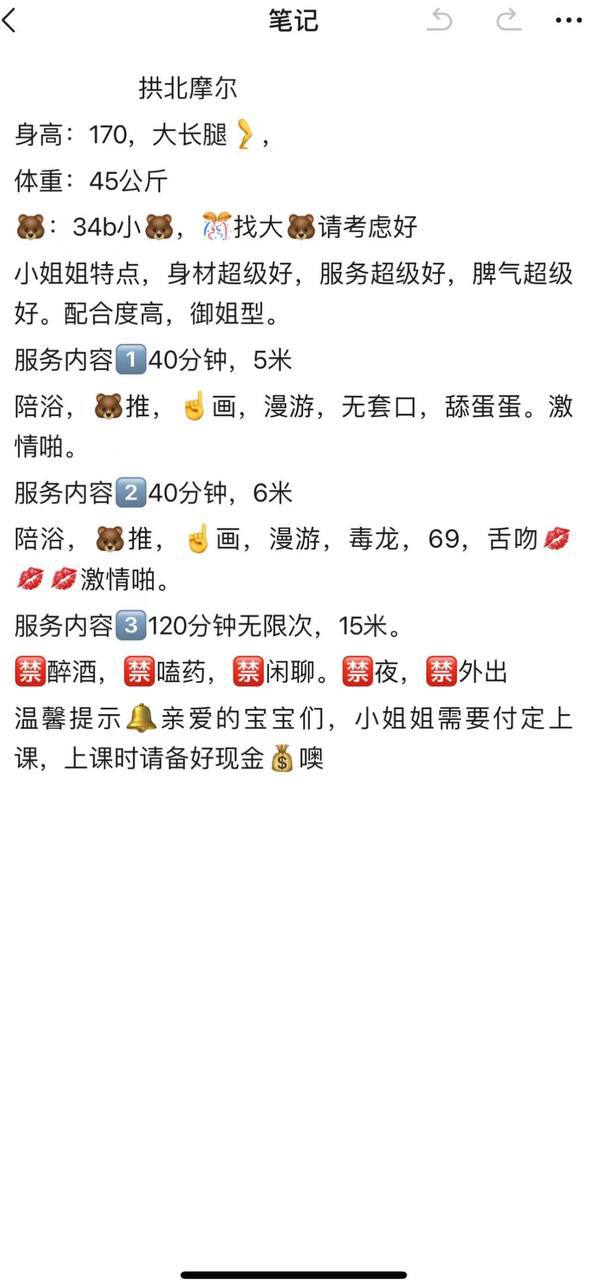 笔记
拱北摩尔
身高：170，大长腿🦵，
体重：45公斤
🐻：34b小🐻，🎊找大🐻请考虑好
小姐姐特点，身材超级好，服务超级好，脾气超级
好。配合度高，御姐型。
服务内容1️⃣40分钟，5米
陪浴，🐻推，☝️画，漫游，无套口，舔蛋蛋。激
情啪。
服务内容2️⃣40分钟，6米
陪浴，🐻推，☝️画，漫游，毒龙，69，舌吻💋
💋💋激情啪。
服务内容3️⃣120分钟无限次，15米。
🈲醉酒，🈲嗑药，🈲闲聊。🈲夜，🈲外出
温馨提示🔔亲爱的宝宝们，小姐姐需要付定上
课，上课时请备好现金💰噢